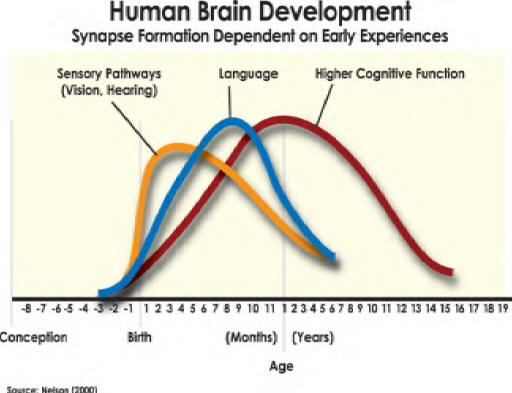 Human Brain Development
Synapse Formation Dependent on Early Experiences
Sensory Pathways
(Vision, Hearing)
Language
Higher Cognitive Function
-8 -7 -6 -5 -4 -3 -2 -1 1 2 3 4 5 6 7 8 9 10 11 1 2 3 4 5 6 7 8 9 10 11 12 13 14 15 16 17 18 19
Conception Birth (Months) (Years)
Age
Source: Nelson (2000)